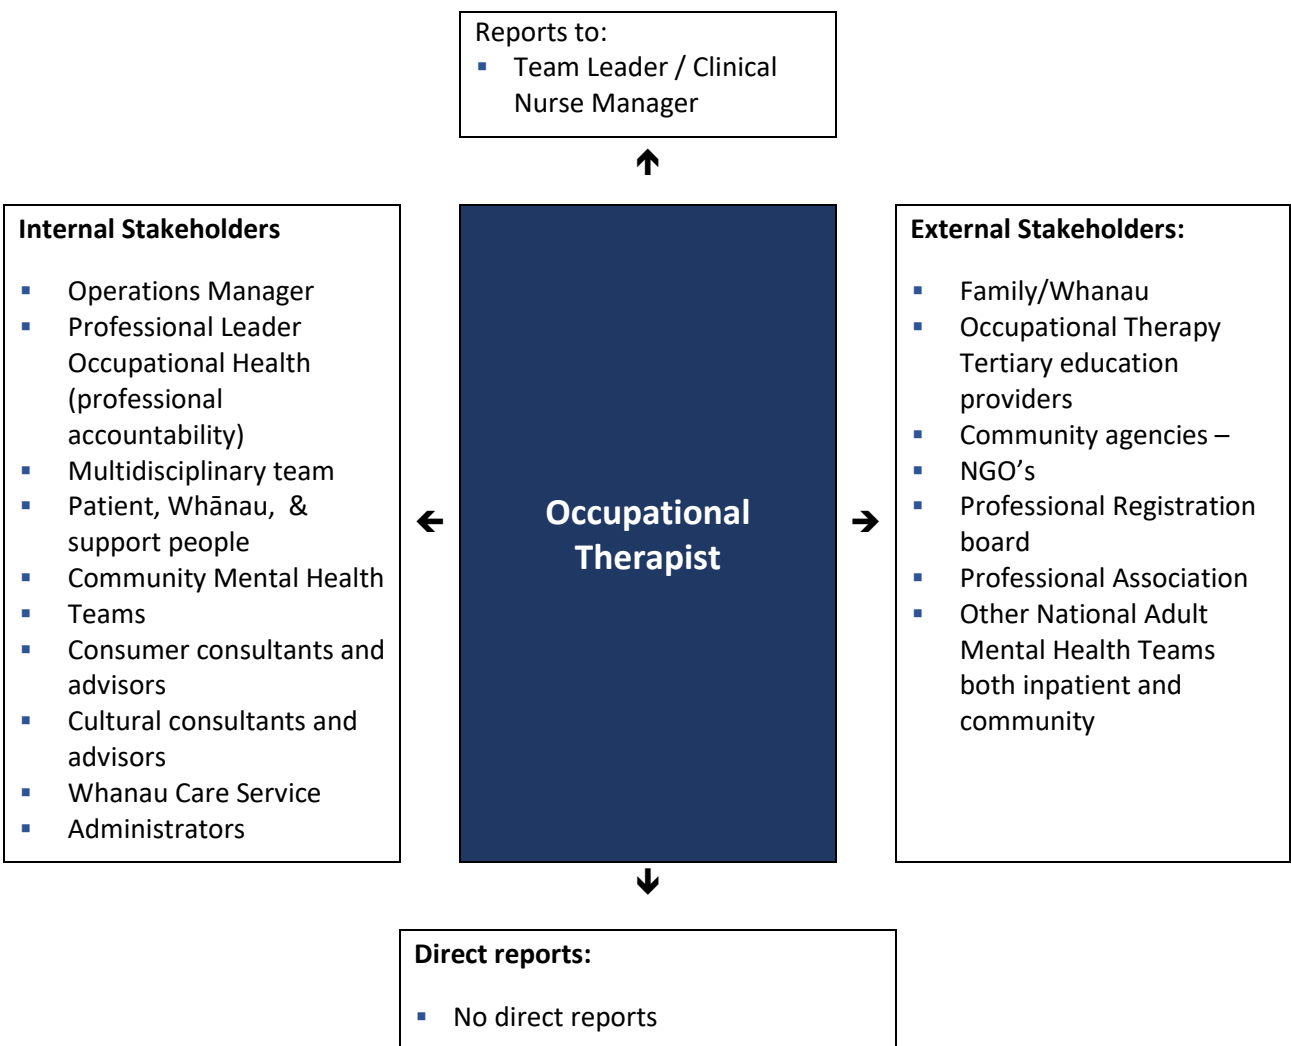 Reports to:
▪ Team Leader / Clinical
Nurse Manager
Internal Stakeholders
▪ Operations Manager
▪ Professional Leader
Occupational Health
(professional
accountability)
▪ Multidisciplinary team
▪ Patient, Whānau,  &
support people
▪ Community Mental Health
▪ Teams
▪ Consumer consultants and
advisors
▪ Cultural consultants and
advisors
▪ Whanau Care Service
▪ Administrators
Occupational
Therapist
External Stakeholders:
▪ Family/Whanau
▪ Occupational Therapy
Tertiary education
providers
▪ Community agencies –
▪ NGO’s
▪ Professional Registration
board
▪ Professional Association
▪ Other National Adult
Mental Health Teams
both inpatient and
community
Direct reports:
▪ No direct reports